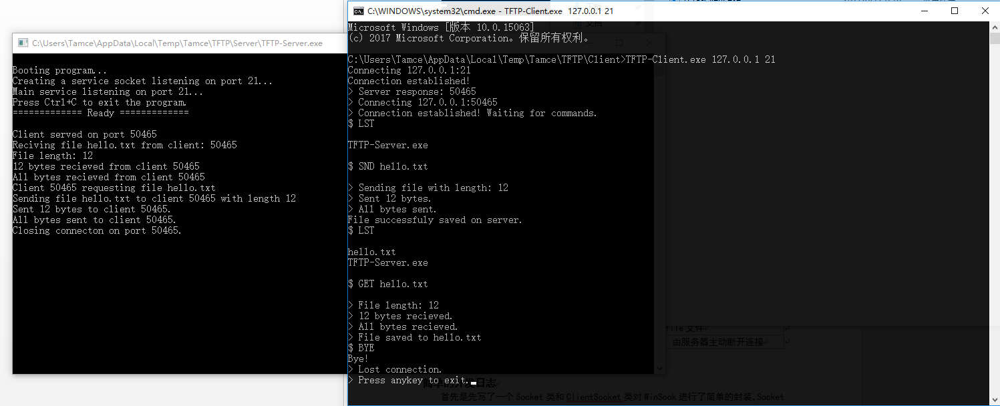 C:\Users\Tamce\AppData\Local\Temp\Tamce\TFTP\Server\TFTP-Server.exe
Booting program...
Creating a service socket listening on port 21...
Main service listening on port 21...
Press Ctrl+C to exit the program.
============= Ready =============
Client served on port 50465
Reciving file hello.txt from client: 50465
File length: 12
12 bytes recieved from client 50465
All bytes recieved from client 50465
Client 50465 requesting file hello.txt
Sending file hello.txt to client 50465 with length 12
Sent 12 bytes to client 50465.
All bytes sent to client 50465.
Closing connecton on port 50465.
C:\WINDOWS\system32\cmd.exe - TFTP-Client.exe  127.0.0.1 21
Microsoft Windows [版本 10.0.15063]
(c) 2017 Microsoft Corporation。保留所有权利。
C:\Users\Tamce\AppData\Local\Temp\Tamce\TFTP\Client>TFTP-Client.exe 127.0.0.1 21
Connecting 127.0.0.1:21
Connection established!
> Server response: 50465
> Connecting 127.0.0.1:50465
> Connection established! Waiting for commands.
$ LST
TFTP-Server.exe
$ SND hello.txt
> Sending file with length: 12
> Sent 12 bytes.
> All bytes sent.
File successfuly saved on server.
$ LST
hello.txt
TFTP-Server.exe
$ GET hello.txt
> File length: 12
> 12 bytes recieved.
> All bytes recieved.
> File saved to hello.txt
$ BYE
Bye!
> Lost connection.
> Press anykey to exit.
File 文件
由服务器主动断开连接
简单的开发日志
首先是先写了一个 Socket 类和 ClientSocket 类对 WinSock 进行了简单的封装,Socket